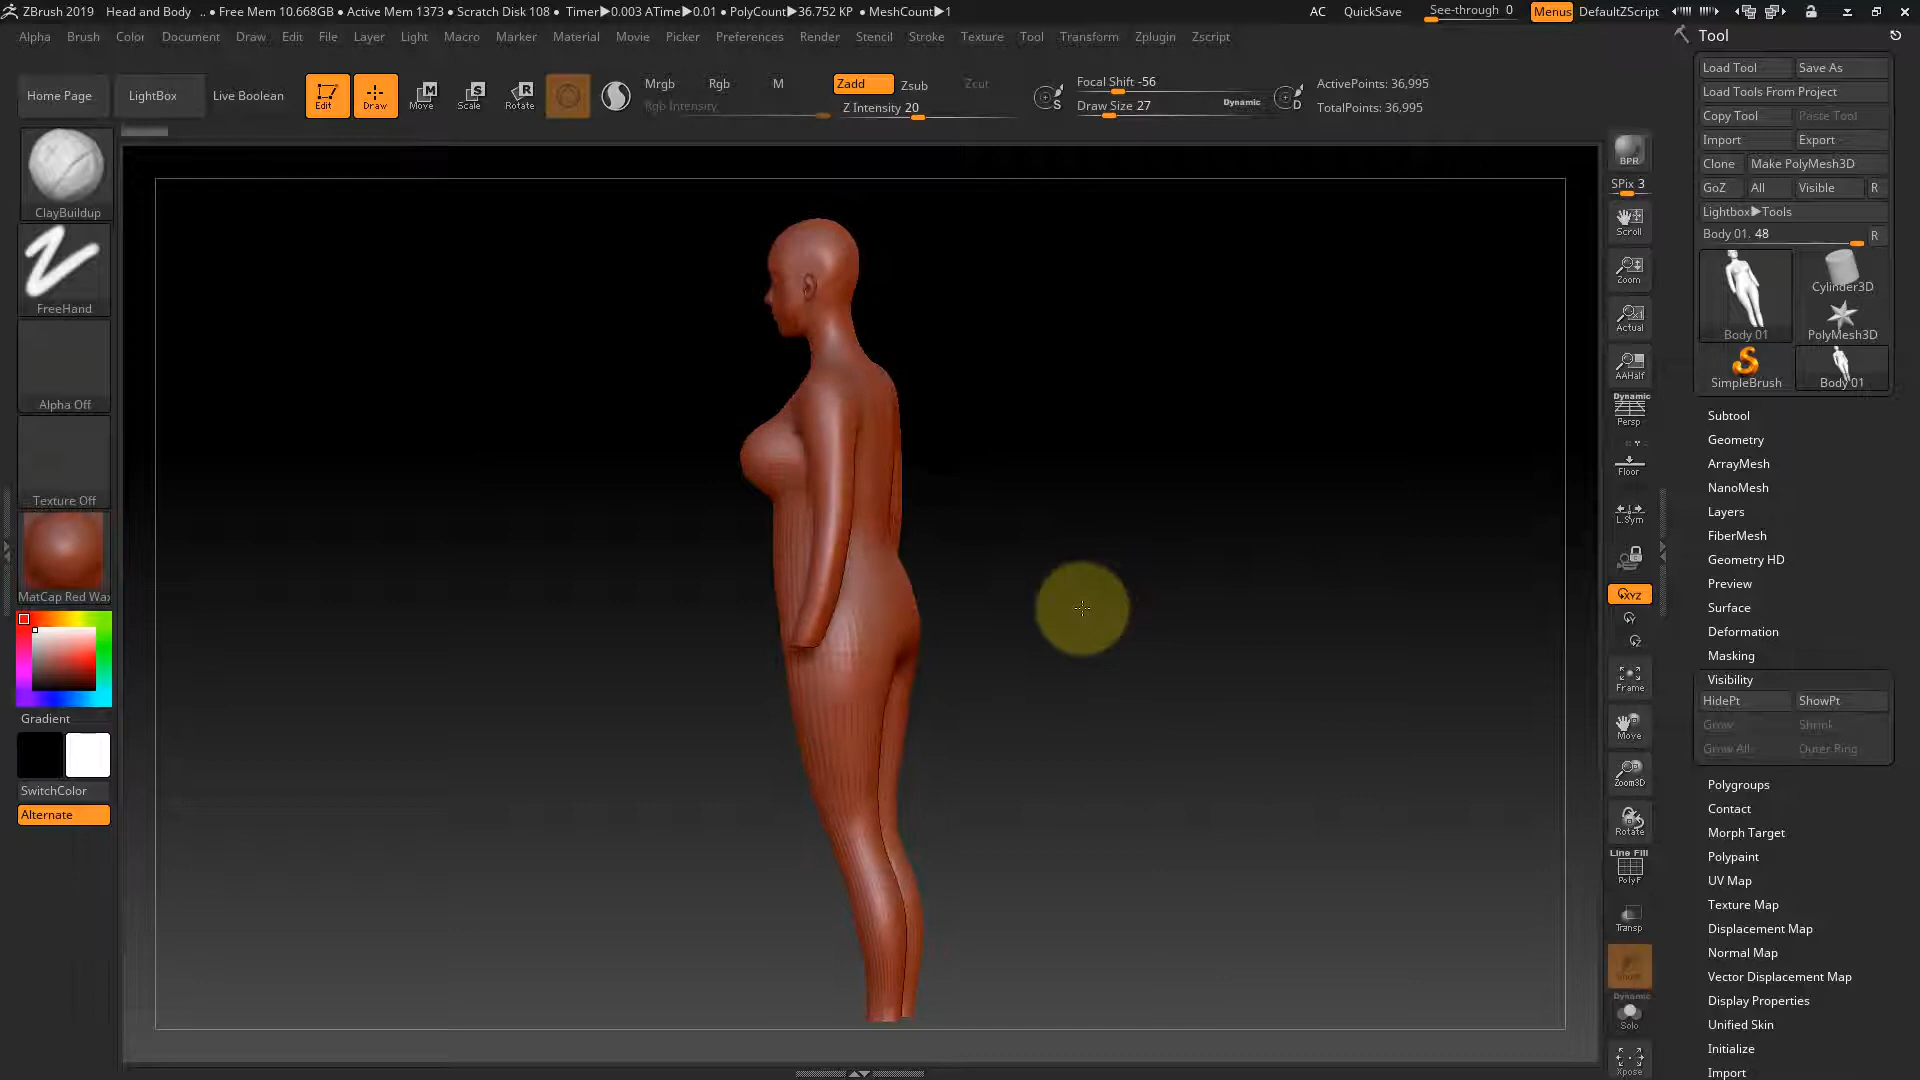 ZBrush 2019 Head and Body .. • Free Mem 10.668GB • Active Mem 1373 • Scratch Disk 108 • Timer▶0.003 ATime▶0.01 • PolyCount▶36.752 KP • MeshCount▶1 AC QuickSave See-through 0 Menus DefaultZScript
Alpha Brush Color Document Draw Edit File Layer Light Macro Marker Material Movie Picker Preferences Render Stencil Stroke Texture Tool Transform Zplugin Zscript
Home Page LightBox Live Boolean Edit Draw Move Scale Rotate
Mrgb Rgb M
Rgb Intensity
Zadd Zsub Zcut
Z Intensity 20
S Focal Shift -56
Draw Size 27 Dynamic D
ActivePoints: 36,995
TotalPoints: 36,995
ClayBuildup
FreeHand
Alpha Off
Texture Off
MatCap Red Wax
Gradient
SwitchColor
Alternate
BPR
SPix 3
Scroll
Zoom
Actual
AAHalf
Dynamic
Persp
Floor
L.Sym
XYZ
Y
Z
Frame
Move
Zoom3D
Rotate
Line Fill
PolyF
Transp
Dynamic
Solo
Xpose
Tool
Load Tool Save As
Load Tools From Project
Copy Tool Paste Tool
Import Export
Clone Make PolyMesh3D
GoZ All Visible R
Lightbox▶Tools
Body 01. 48 R
Cylinder3D
Body 01 PolyMesh3D
SimpleBrush Body 01
Subtool
Geometry
ArrayMesh
NanoMesh
Layers
FiberMesh
Geometry HD
Preview
Surface
Deformation
Masking
Visibility
HidePt ShowPt
Grow Shrink
Grow All Outer Ring
Polygroups
Contact
Morph Target
Polypaint
UV Map
Texture Map
Displacement Map
Normal Map
Vector Displacement Map
Display Properties
Unified Skin
Initialize
Import